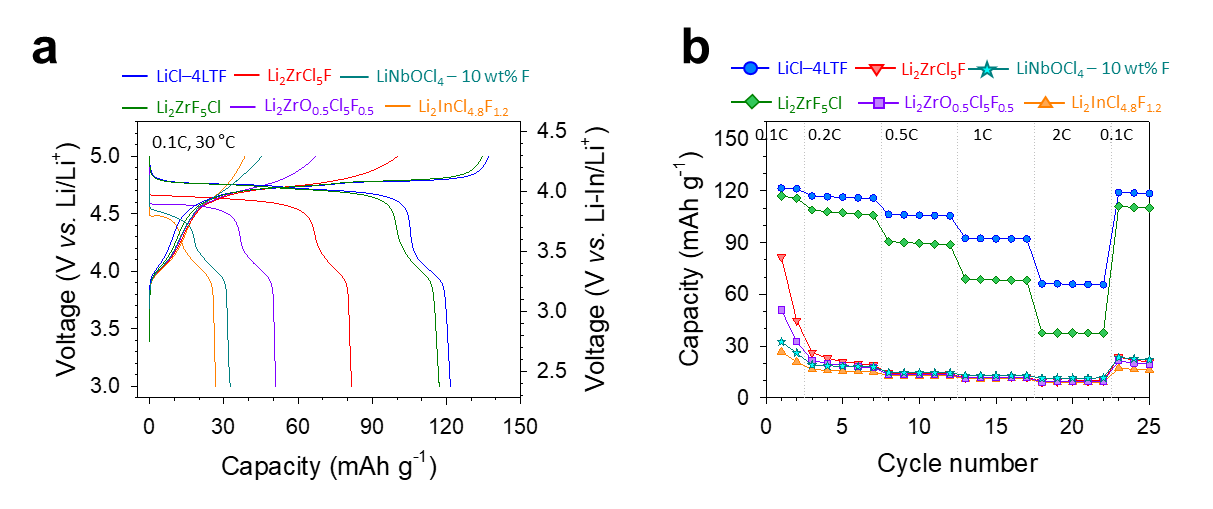 a
LiCl–4LTF Li₂ZrCl₅F LiNbOCl₄ – 10 wt% F
Li₂ZrF₅Cl Li₂ZrO₀.₅Cl₅F₀.₅ Li₂InCl₄.₈F₁.₂
0.1C, 30 °C
5.0
4.5
4.0
3.5
3.0
Voltage (V vs. Li/Li⁺)
4.5
4.0
3.5
3.0
2.5
Voltage (V vs. Li-In/Li⁺)
0 30 60 90 120 150
Capacity (mAh g⁻¹)
b
LiCl–4LTF Li₂ZrCl₅F LiNbOCl₄ – 10 wt% F
Li₂ZrF₅Cl Li₂ZrO₀.₅Cl₅F₀.₅ Li₂InCl₄.₈F₁.₂
0.1C 0.2C 0.5C 1C 2C 0.1C
150
120
90
60
30
0
Capacity (mAh g⁻¹)
0 5 10 15 20 25
Cycle number